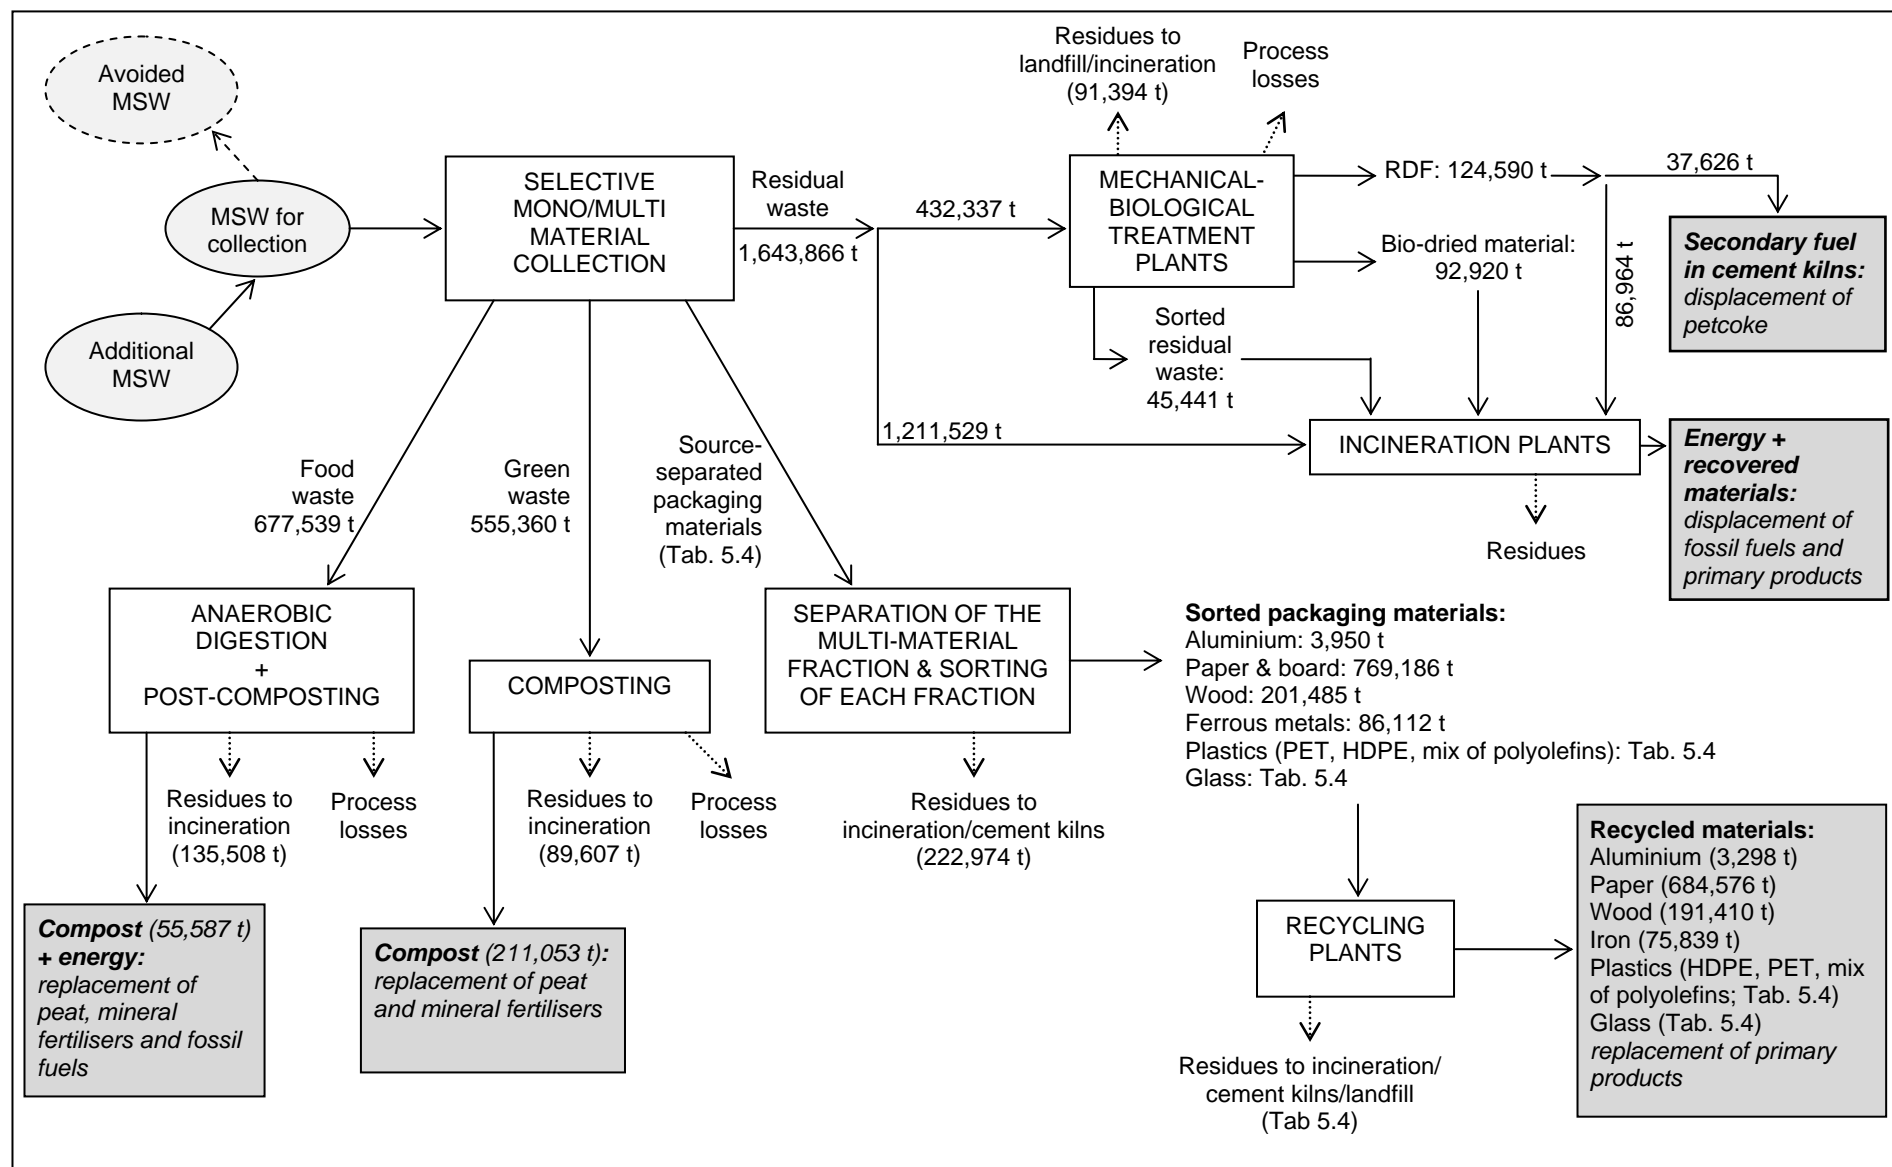 Avoided
MSW
MSW for
collection
Additional
MSW
SELECTIVE
MONO/MULTI
MATERIAL
COLLECTION
Residual
waste
1,643,866 t
432,337 t
1,211,529 t
Residues to
landfill/incineration
(91,394 t)
Process
losses
MECHANICAL-
BIOLOGICAL
TREATMENT
PLANTS
RDF: 124,590 t
37,626 t
86,964 t
Bio-dried material:
92,920 t
Sorted
residual
waste:
45,441 t
Secondary fuel
in cement kilns:
displacement of
petcoke
INCINERATION PLANTS
Residues
Energy +
recovered
materials:
displacement of
fossil fuels and
primary products
Food
waste
677,539 t
Green
waste
555,360 t
Source-
separated
packaging
materials
(Tab. 5.4)
ANAEROBIC
DIGESTION
+
POST-COMPOSTING
COMPOSTING
SEPARATION OF THE
MULTI-MATERIAL
FRACTION & SORTING
OF EACH FRACTION
Residues to
incineration
(135,508 t)
Process
losses
Residues to
incineration
(89,607 t)
Process
losses
Residues to
incineration/cement kilns
(222,974 t)
Compost (55,587 t)
+ energy:
replacement of
peat, mineral
fertilisers and fossil
fuels
Compost (211,053 t):
replacement of peat
and mineral fertilisers
Sorted packaging materials:
Aluminium: 3,950 t
Paper & board: 769,186 t
Wood: 201,485 t
Ferrous metals: 86,112 t
Plastics (PET, HDPE, mix of polyolefins): Tab. 5.4
Glass: Tab. 5.4
RECYCLING
PLANTS
Residues to incineration/
cement kilns/landfill
(Tab 5.4)
Recycled materials:
Aluminium (3,298 t)
Paper (684,576 t)
Wood (191,410 t)
Iron (75,839 t)
Plastics (HDPE, PET, mix
of polyolefins; Tab. 5.4)
Glass (Tab. 5.4)
replacement of primary
products